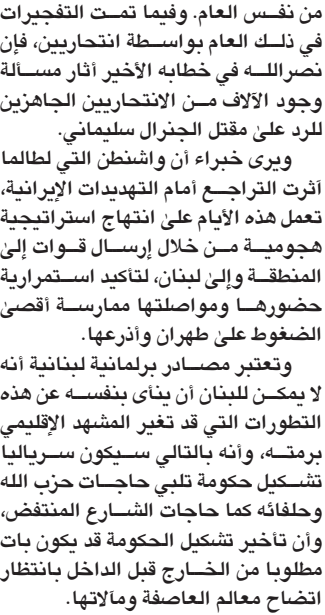 من نفس العام. وفيما تمت التفجيرات
في ذلك العام بواسطة انتحاريين، فإن
نصرالله في خطابه الأخير أثار مسألة
وجود الآلاف من الانتحاريين الجاهزين
للرد على مقتل الجنرال سليماني.
ويرى خبراء أن واشنطن التي لطالما
آثرت التراجع أمام التهديدات الإيرانية،
تعمل هذه الأيام على انتهاج استراتيجية
هجومية من خلال إرسال قوات إلى
المنطقة وإلى لبنان، لتأكيد استمرارية
حضورها ومواصلتها ممارسة أقصى
الضغوط على طهران وأذرعها.
وتعتبر مصادر برلمانية لبنانية أنه
لا يمكن للبنان أن ينأى بنفسه عن هذه
التطورات التي قد تغير المشهد الإقليمي
برمته، وأنه بالتالي سيكون سرياليا
تشكيل حكومة تلبي حاجات حزب الله
وحلفائه كما حاجات الشارع المنتفض،
وأن تأخير تشكيل الحكومة قد يكون بات
مطلوبا من الخارج قبل الداخل بانتظار
اتضاح معالم العاصفة ومآلاتها.